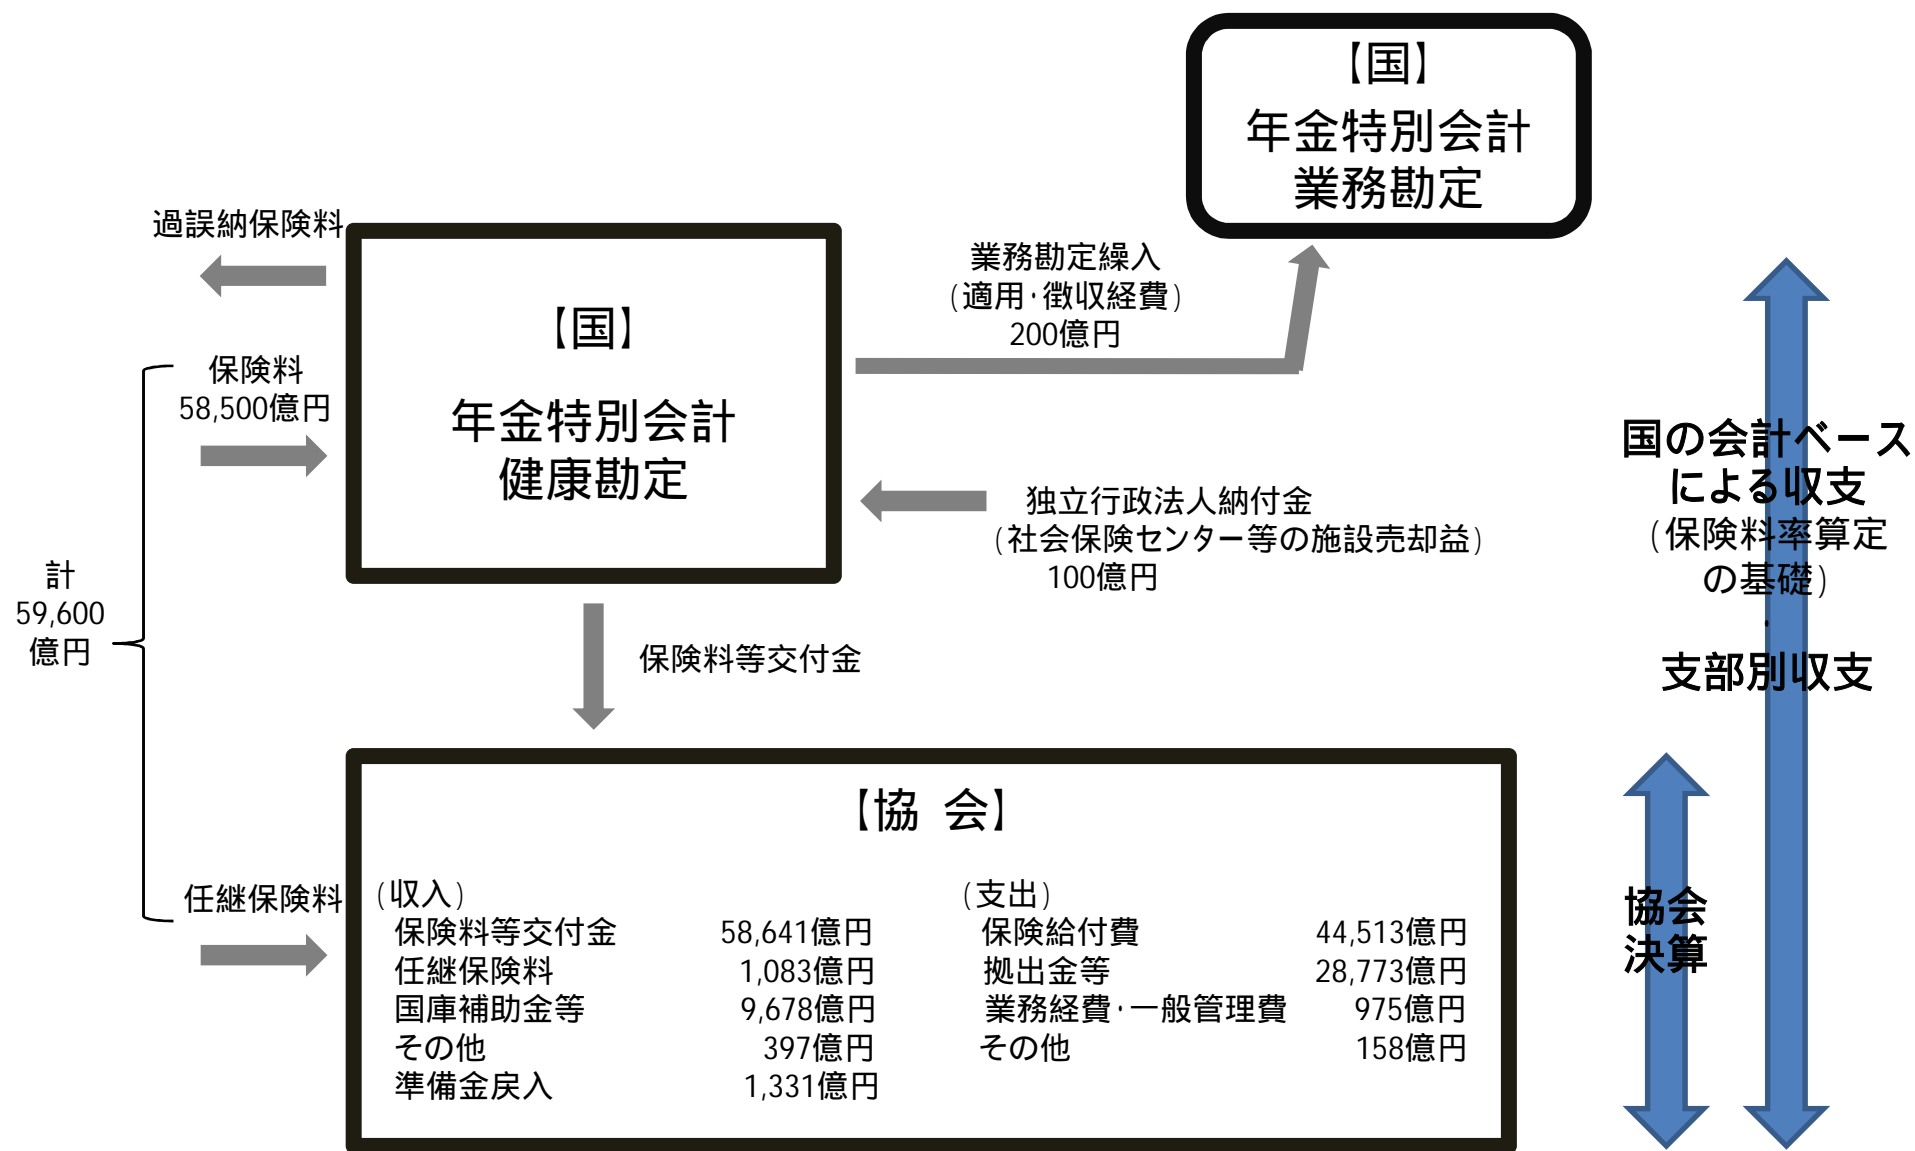 【国】
年金特別会計
業務勘定
過誤納保険料
業務勘定繰入
(適用・徴収経費)
200億円
【国】
年金特別会計
健康勘定
保険料
58,500億円
独立行政法人納付金
(社会保険センター等の施設売却益)
100億円
計
59,600
億円
保険料等交付金
国の会計ベース
による収支
(保険料率算定
の基礎)
・
支部別収支
【協 会】
任継保険料
(収入)
保険料等交付金 58,641億円
任継保険料 1,083億円
国庫補助金等 9,678億円
その他 397億円
準備金戻入 1,331億円
(支出)
保険給付費 44,513億円
拠出金等 28,773億円
業務経費・一般管理費 975億円
その他 158億円
協会
決算